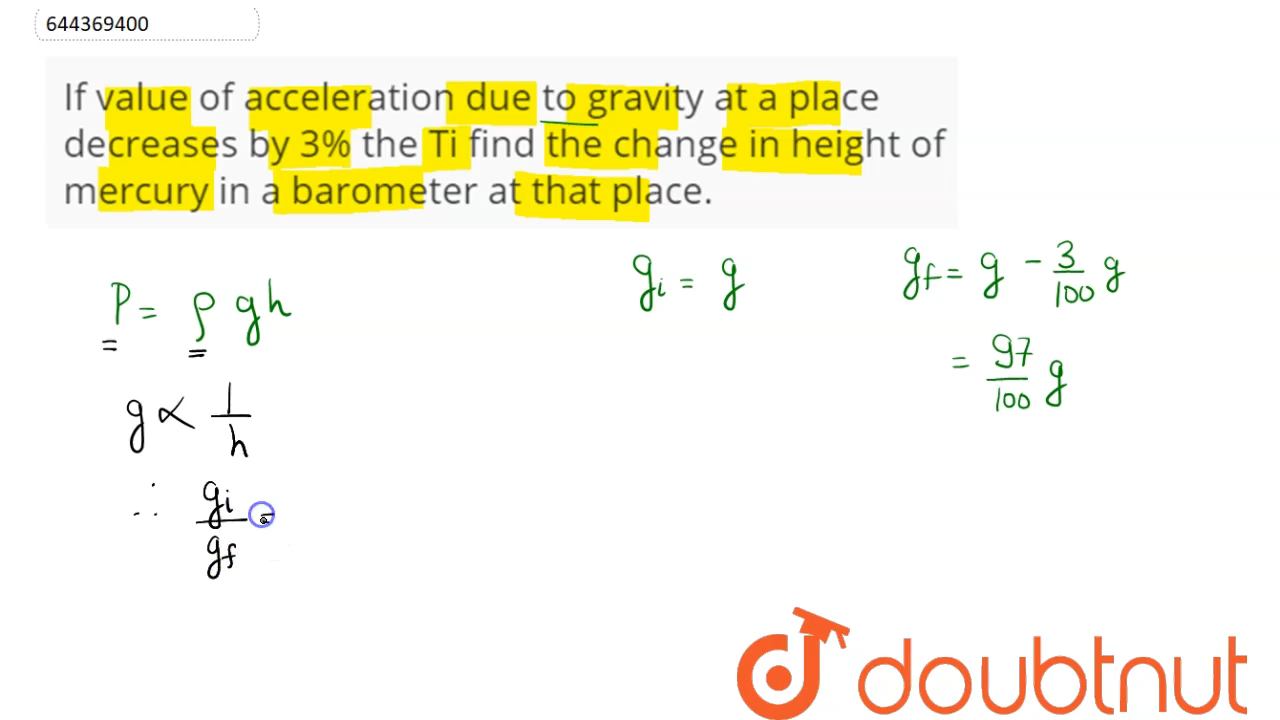 644369400
If value of acceleration due to gravity at a place
decreases by 3% the Ti find the change in height of
mercury in a barometer at that place.
P = ρgh
g ∝ 1/h
∴ gi/gf =
gi = g
gf = g - 3/100 g
= 97/100 g
doubtnut